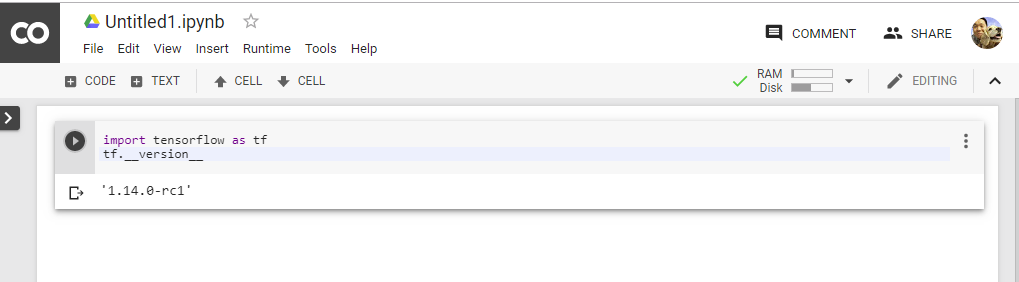 CO
Untitled1.ipynb
File Edit View Insert Runtime Tools Help
COMMENT
SHARE
CODE TEXT CELL CELL
RAM
Disk
EDITING
import tensorflow as tf
tf.__version__
'1.14.0-rc1'